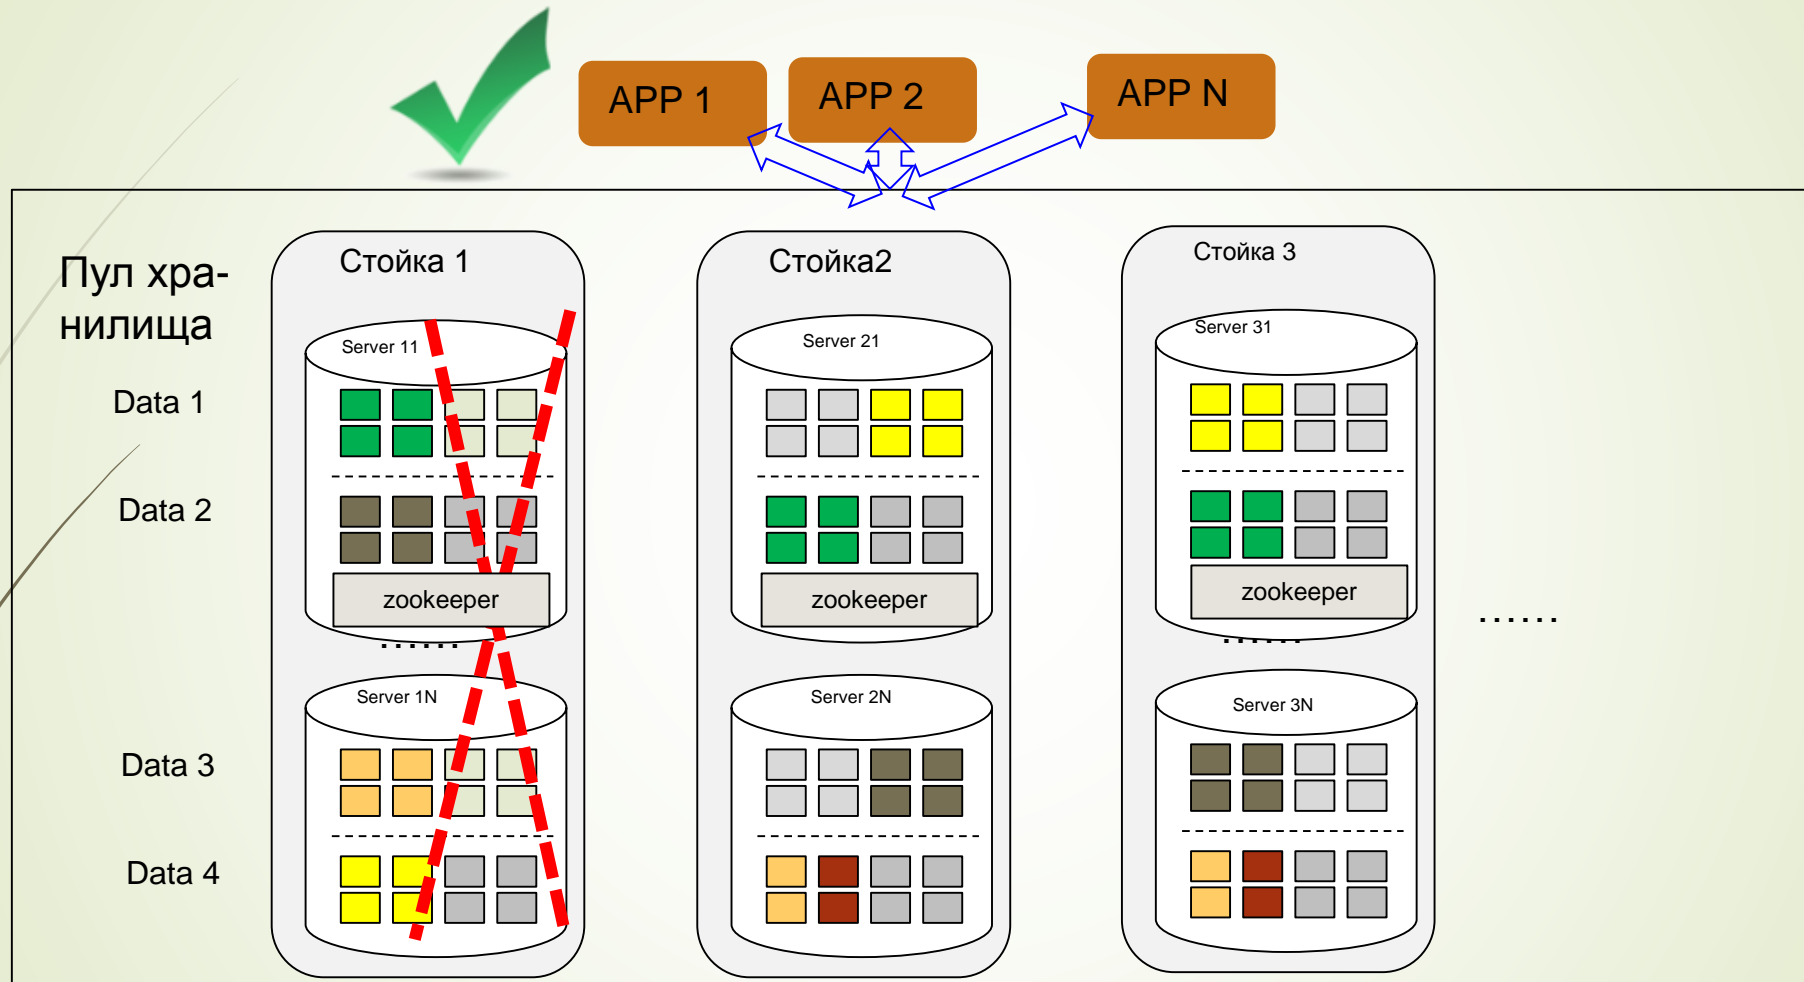 APP 1
APP 2
APP N
Пул хра-
нилища
Стойка 1
Стойка2
Стойка 3
Server 11
Server 21
Server 31
Data 1
Data 2
zookeeper
zookeeper
zookeeper
......
......
......
Server 1N
Server 2N
Server 3N
Data 3
Data 4